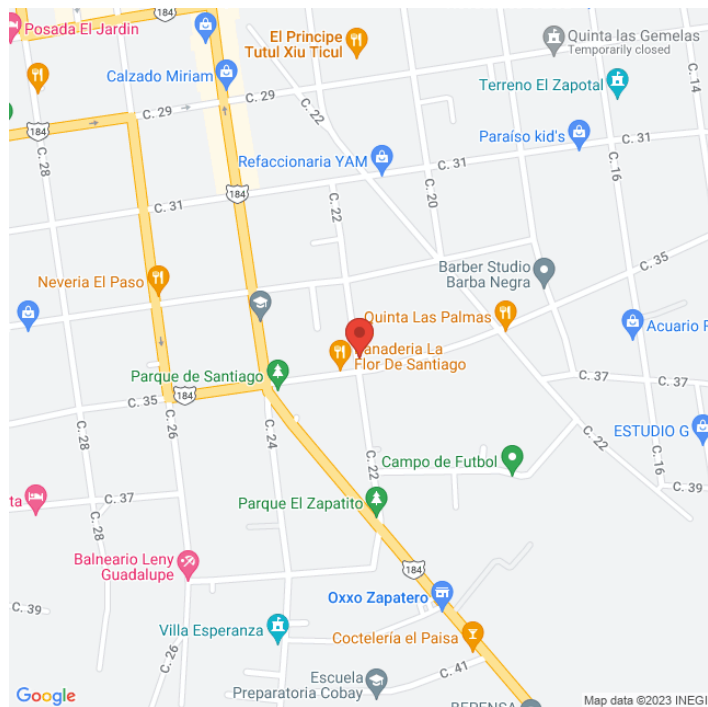 Posada El Jardin
El Principe
Tutul Xiu Ticul
Quinta las Gemelas
Temporarily closed
Calzado Miriam
Terreno El Zapotal
C. 14
C. 29
C. 29
C. 22
184
184
C. 28
Paraíso kid's
C. 31
Refaccionaria YAM
C. 31
C. 16
184
C. 31
C. 22
C. 20
C. 35
Barber Studio
Barba Negra
Neveria El Paso
Quinta Las Palmas
Acuario
Panaderia La
Flor De Santiago
Parque de Santiago
C. 37
C. 37
184
C. 35
C. 28
C. 26
C. 24
ESTUDIO G
C. 22
C. 16
Campo de Futbol
C. 22
C. 39
C. 37
ta
Parque El Zapatito
C. 28
Balneario Leny
Guadalupe
184
Oxxo Zapatero
C. 39
Villa Esperanza
Coctelería el Paisa
C. 26
C. 41
Escuela
Preparatoria Cobay
BEPENSA
Google
Map data ©2023 INEGI